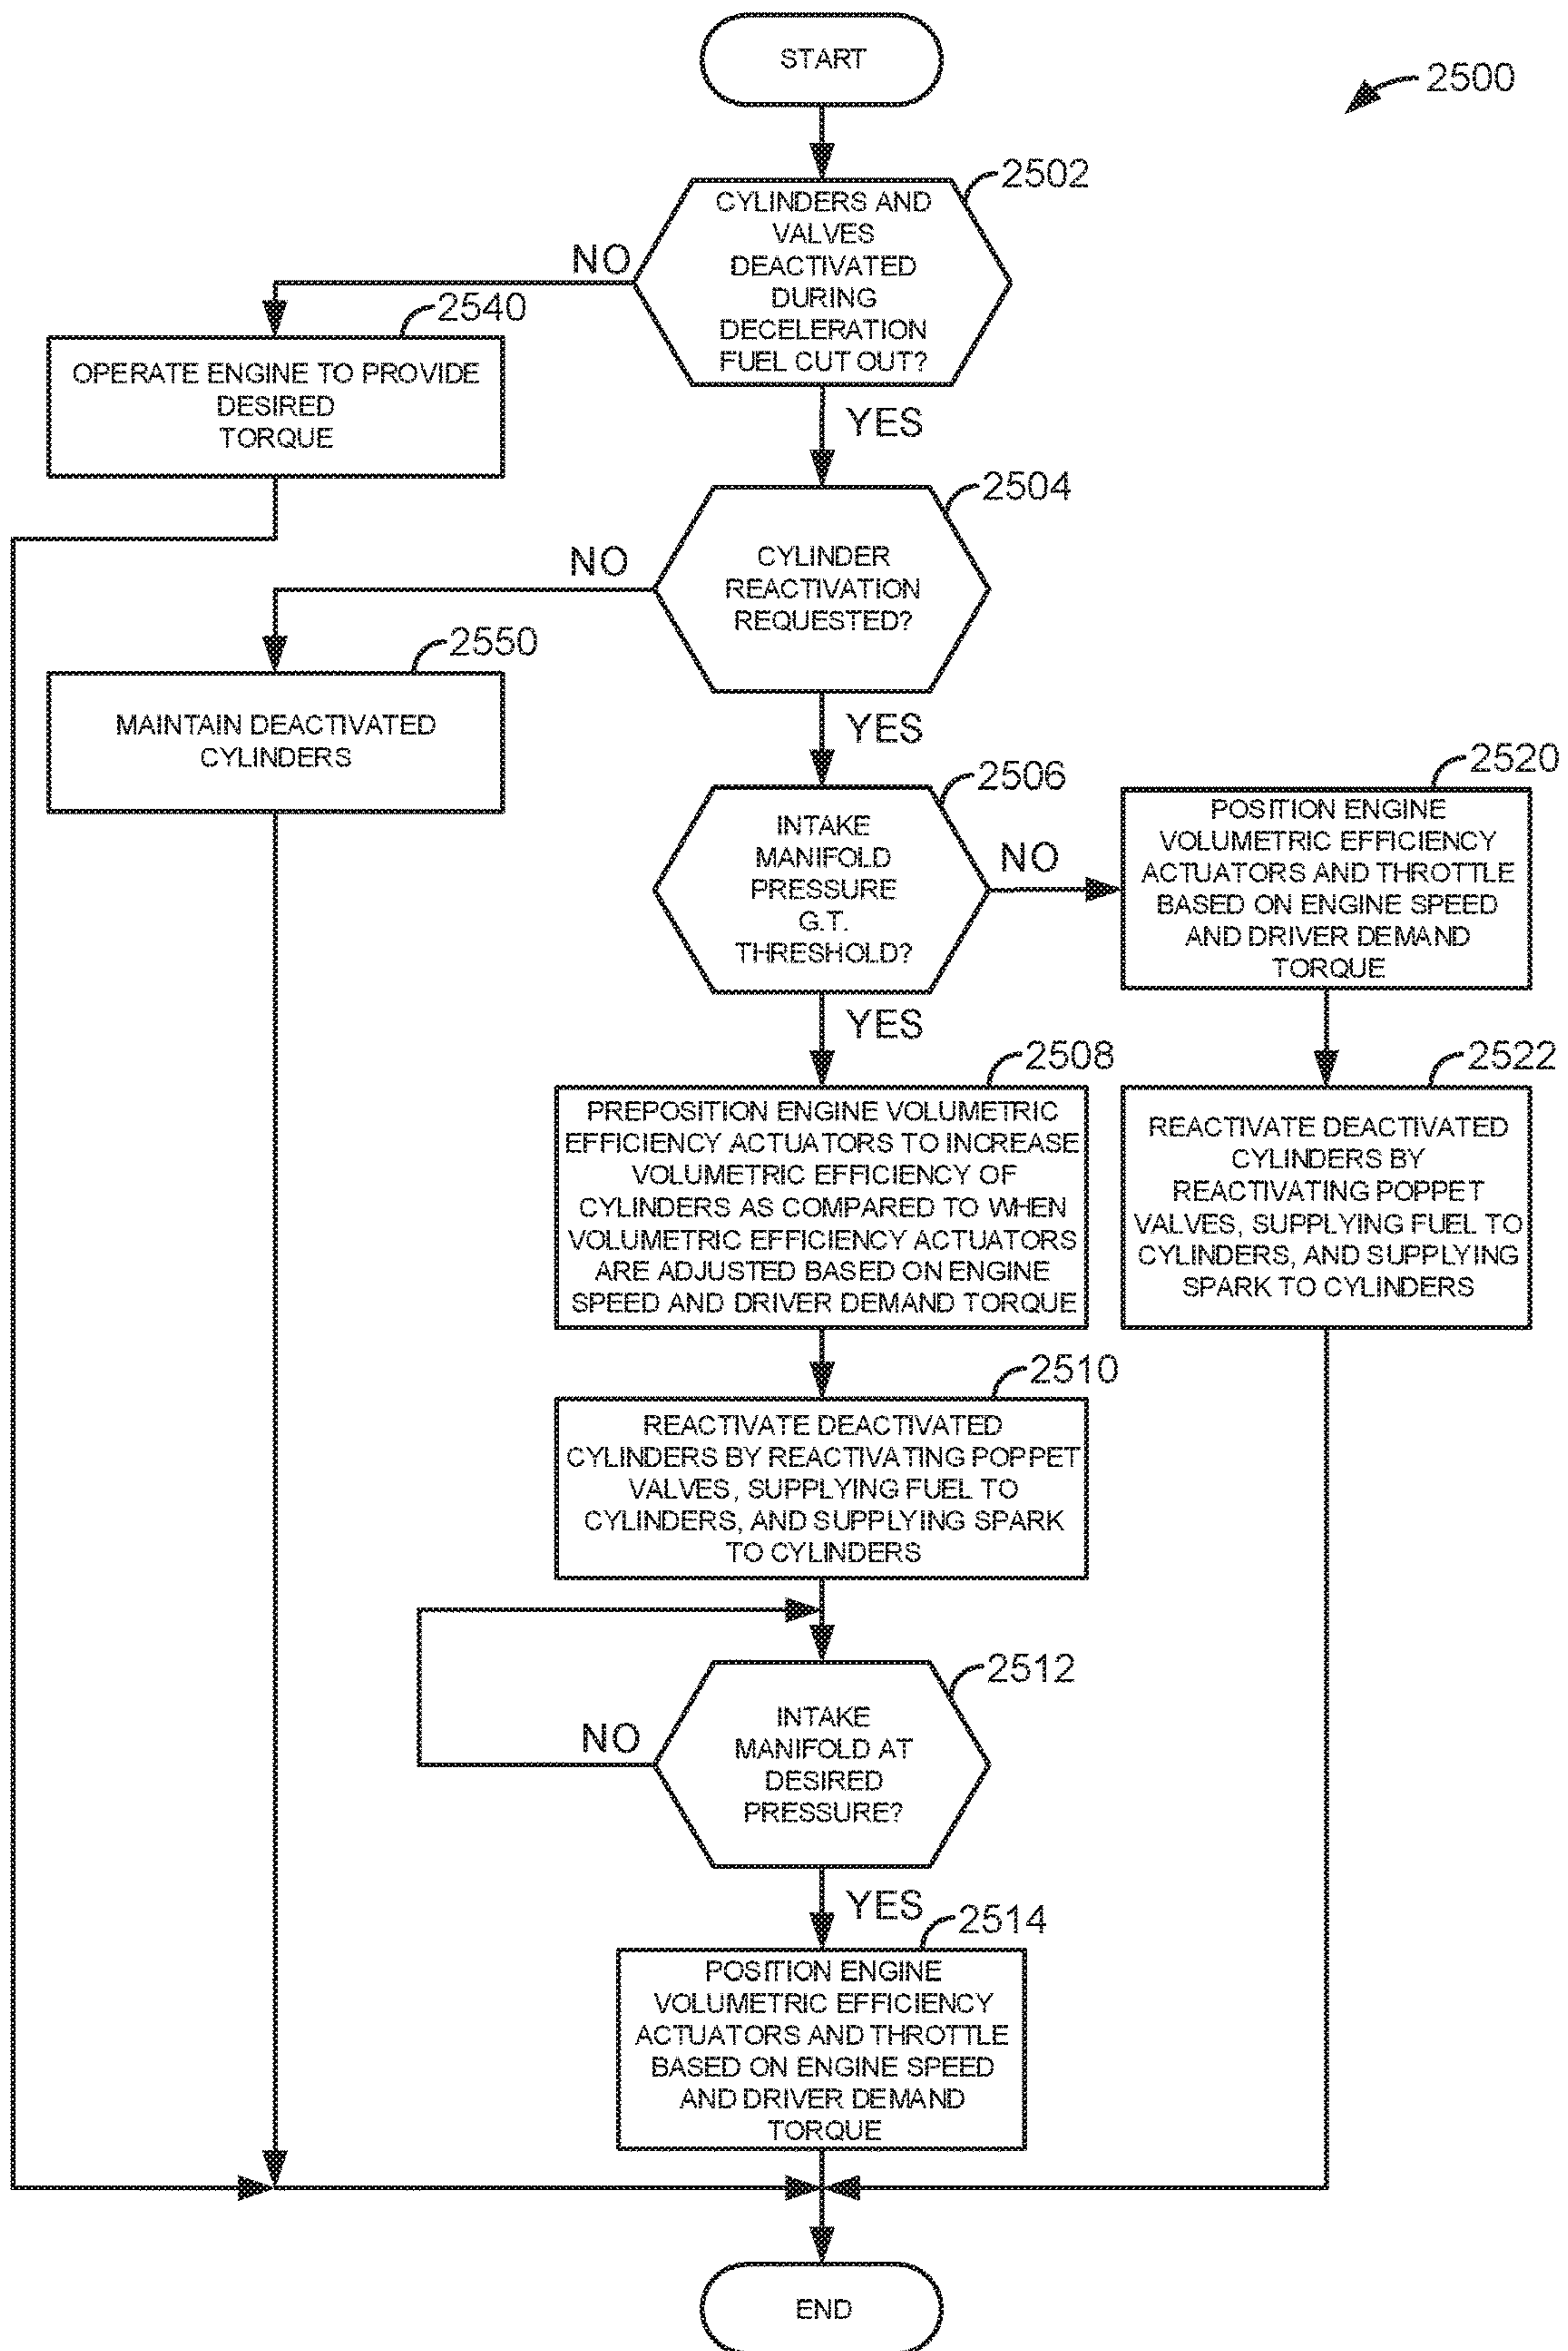 START
2500
2502
CYLINDERS AND
VALVES
DEACTIVATED
DURING
DECELERATION
FUEL CUT OUT?
NO
2540
OPERATE ENGINE TO PROVIDE
DESIRED
TORQUE
YES
2504
CYLINDER
REACTIVATION
REQUESTED?
NO
2550
MAINTAIN DEACTIVATED
CYLINDERS
YES
2506
INTAKE
MANIFOLD
PRESSURE
G.T.
THRESHOLD?
NO
2520
POSITION ENGINE
VOLUMETRIC EFFICIENCY
ACTUATORS AND THROTTLE
BASED ON ENGINE SPEED
AND DRIVER DEMAND
TORQUE
YES
2508
PREPOSITION ENGINE VOLUMETRIC
EFFICIENCY ACTUATORS TO INCREASE
VOLUMETRIC EFFICIENCY OF
CYLINDERS AS COMPARED TO WHEN
VOLUMETRIC EFFICIENCY ACTUATORS
ARE ADJUSTED BASED ON ENGINE
SPEED AND DRIVER DEMAND TORQUE
2522
REACTIVATE DEACTIVATED
CYLINDERS BY
REACTIVATING POPPET
VALVES, SUPPLYING FUEL TO
CYLINDERS, AND SUPPLYING
SPARK TO CYLINDERS
2510
REACTIVATE DEACTIVATED
CYLINDERS BY REACTIVATING POPPET
VALVES, SUPPLYING FUEL TO
CYLINDERS, AND SUPPLYING SPARK
TO CYLINDERS
2512
INTAKE
MANIFOLD AT
DESIRED
PRESSURE?
NO
YES
2514
POSITION ENGINE
VOLUMETRIC EFFICIENCY
ACTUATORS AND THROTTLE
BASED ON ENGINE SPEED
AND DRIVER DEMAND
TORQUE
END